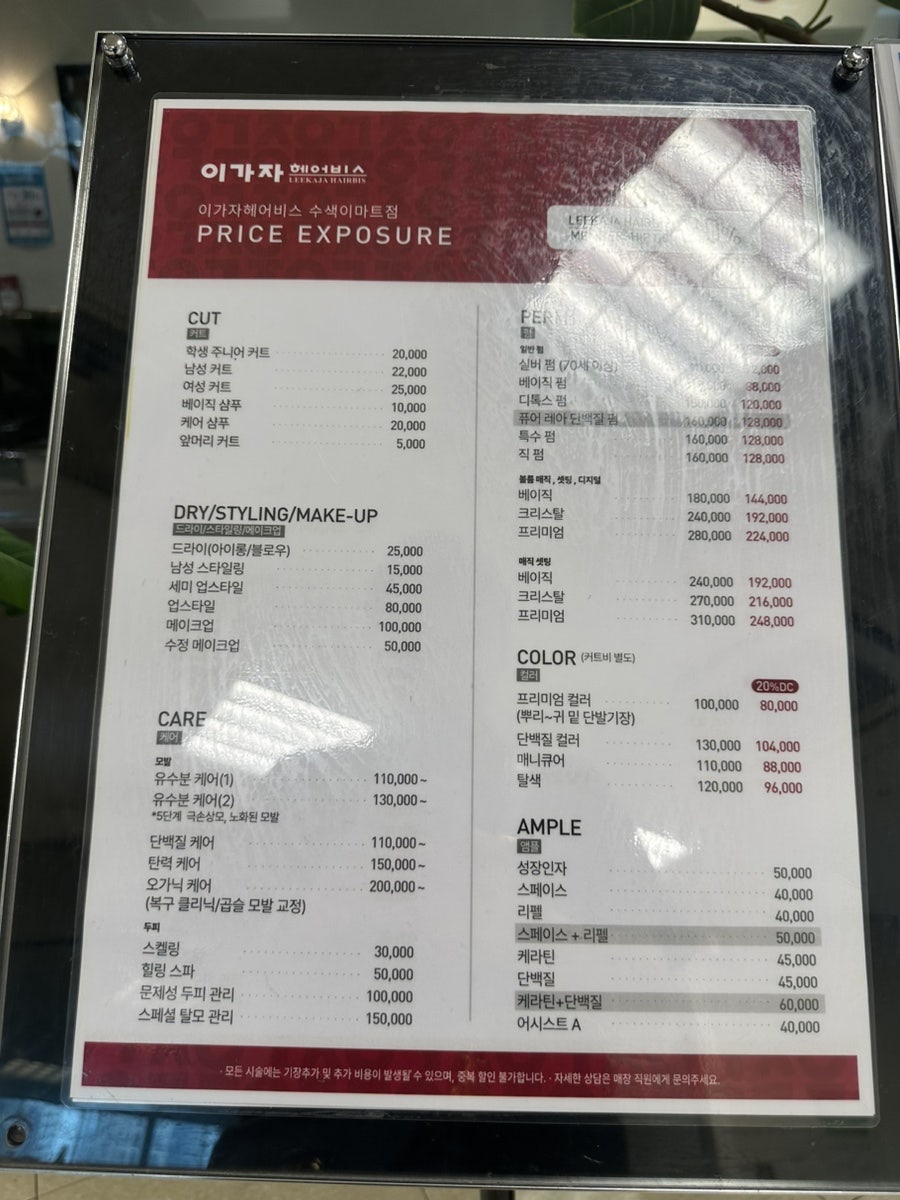 이가자 헤어비스
LEEKAJA HAIRBIS
이가자헤어비스 수색이마트점
PRICE EXPOSURE
CUT
커트
학생 주니어 커트 20,000
남성 커트 22,000
여성 커트 25,000
베이직 샴푸 10,000
케어 샴푸 20,000
앞머리 커트 5,000
DRY/STYLING/MAKE-UP
드라이/스타일링/메이크업
드라이(아이롱/블로우) 25,000
남성 스타일링 15,000
세미 업스타일 45,000
업스타일 80,000
메이크업 100,000
수정 메이크업 50,000
CARE
케어
모발
유수분 케어(1) 110,000~
유수분 케어(2) 130,000~
*5단계 극손상모, 노화된 모발
단백질 케어 110,000~
탄력 케어 150,000~
오가닉 케어 200,000~
(복구 클리닉/곱슬 모발 교정)
두피
스켈링 30,000
힐링 스파 50,000
문제성 두피 관리 100,000
스페셜 탈모 관리 150,000
펌
일반 펌
실버 펌 (70세 이상)
베이직 펌 88,000
디톡스 펌 150,000 120,000
퓨어 레아 단백질 펌 160,000 128,000
특수 펌 160,000 128,000
직 펌 160,000 128,000
볼륨 매직, 셋팅, 디지털
베이직 180,000 144,000
크리스탈 240,000 192,000
프리미엄 280,000 224,000
매직 셋팅
베이직 240,000 192,000
크리스탈 270,000 216,000
프리미엄 310,000 248,000
COLOR (커트비 별도)
컬러
20%DC
프리미엄 컬러 100,000 80,000
(뿌리~귀 밑 단발기장)
단백질 컬러 130,000 104,000
매니큐어 110,000 88,000
탈색 120,000 96,000
AMPLE
앰플
성장인자 50,000
스페이스 40,000
리펠 40,000
스페이스 + 리펠 50,000
케라틴 45,000
단백질 45,000
케라틴+단백질 60,000
어시스트 A 40,000
· 모든 시술에는 기장추가 및 추가 비용이 발생될 수 있으며, 중복 할인 불가합니다. · 자세한 상담은 매장 직원에게 문의주세요.